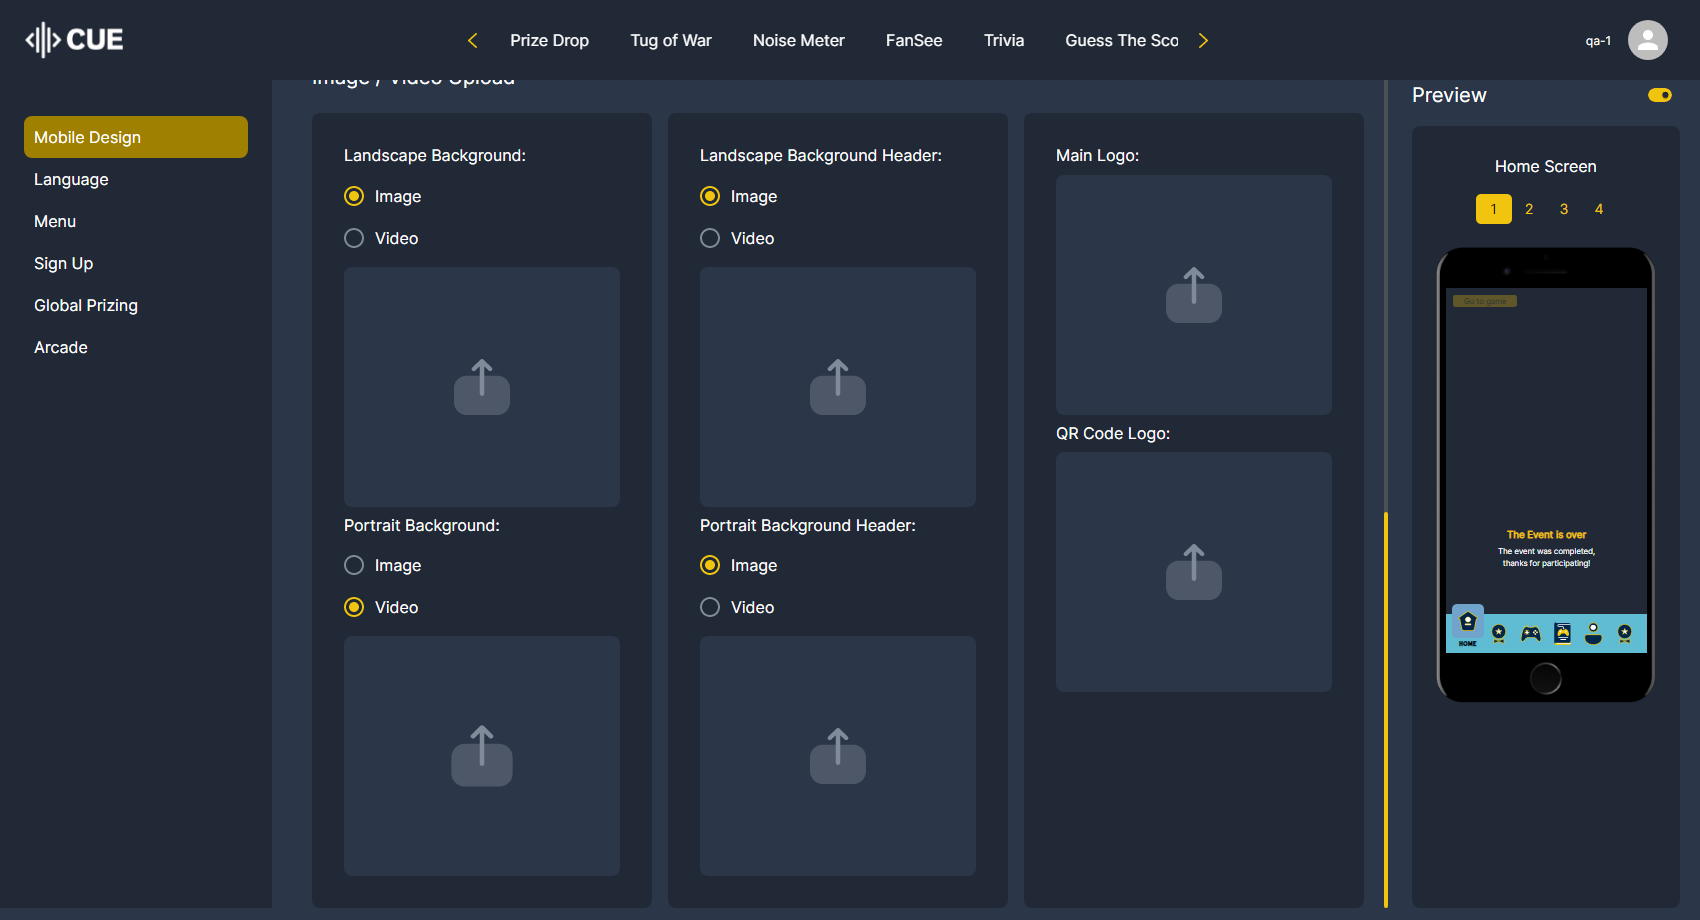 CUE
Prize Drop
Tug of War
Noise Meter
FanSee
Trivia
Guess The Sco
qa-1
Mobile Design
Language
Menu
Sign Up
Global Prizing
Arcade
Image / Video Upload
Landscape Background:
Image
Video
Portrait Background:
Image
Video
Landscape Background Header:
Image
Video
Portrait Background Header:
Image
Video
Main Logo:
QR Code Logo:
Preview
Home Screen
1 2 3 4
Go to game
The Event is over
The event was completed,
thanks for participating!
HOME